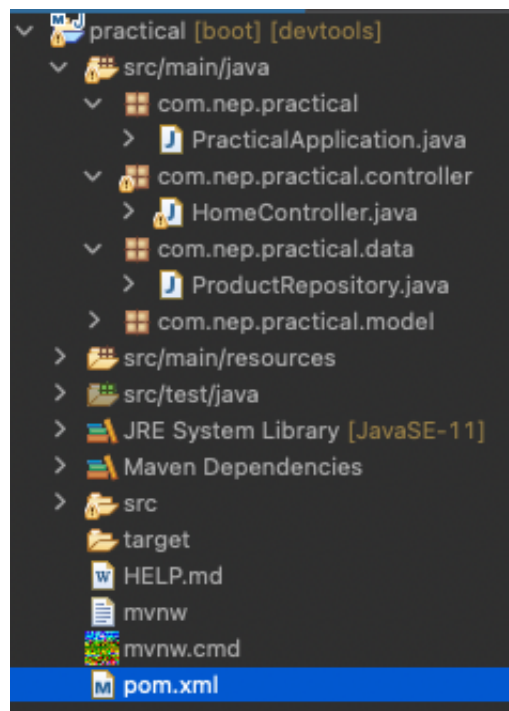 practical [boot] [devtools]
src/main/java
com.nep.practical
PracticalApplication.java
com.nep.practical.controller
HomeController.java
com.nep.practical.data
ProductRepository.java
com.nep.practical.model
src/main/resources
src/test/java
JRE System Library [JavaSE-11]
Maven Dependencies
src
target
HELP.md
mvnw
mvnw.cmd
pom.xml